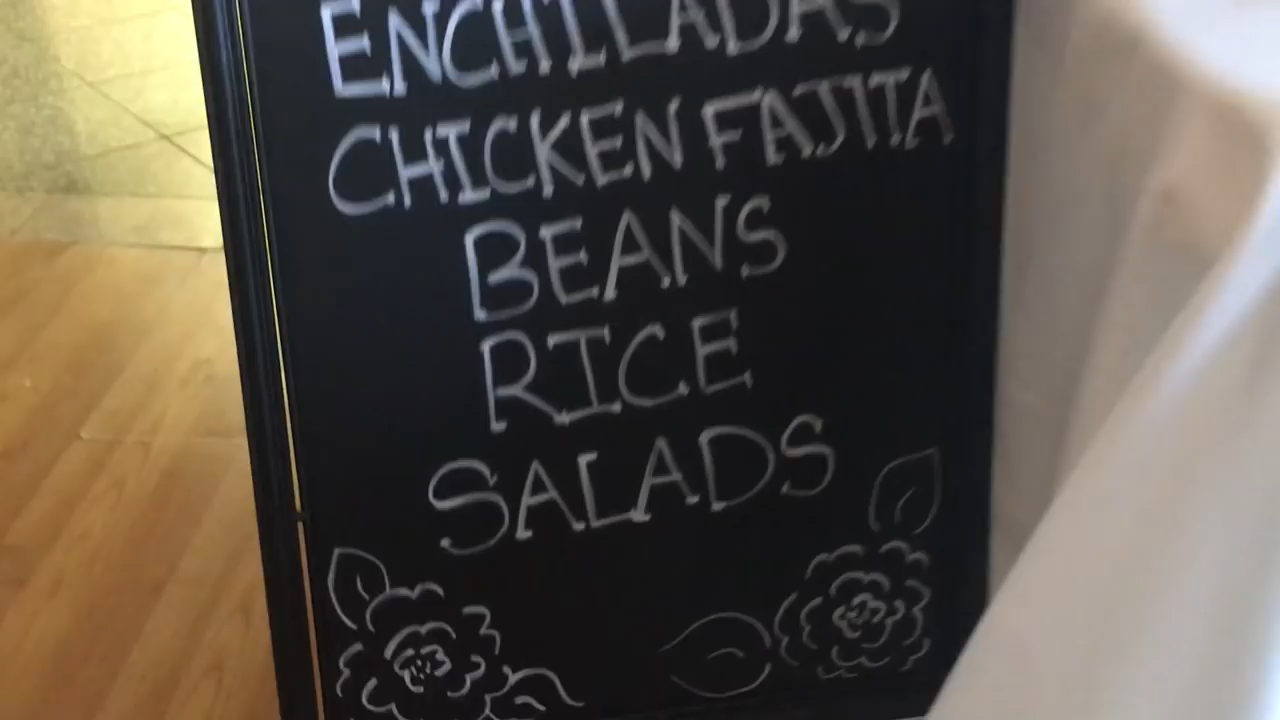 ENCHILADAS
CHICKEN FAJITA
BEANS
RICE
SALADS